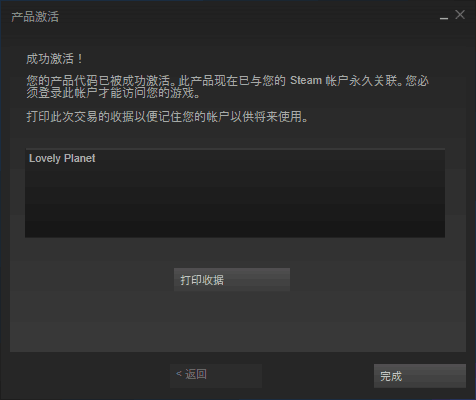 产品激活
成功激活！
您的产品代码已被成功激活。此产品现在已与您的 Steam 帐户永久关联。您必
须登录此帐户才能访问您的游戏。
打印此次交易的收据以便记住您的帐户以供将来使用。
Lovely Planet
打印收据
< 返回
完成